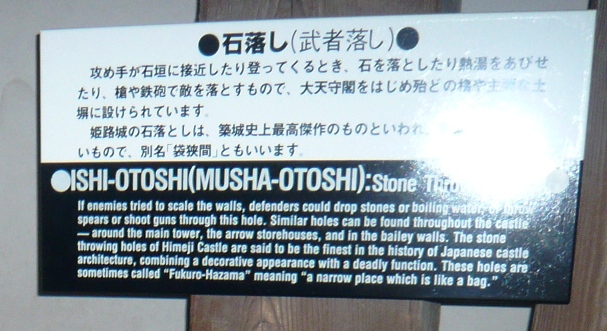 ●石落し(武者落し)●
攻め手が石垣に接近したり登ってくるとき、石を落としたり熱湯をあびせ
たり、槍や鉄砲で敵を落とすもので、大天守閣をはじめ殆どの櫓や主要な土
塀に設けられています。
姫路城の石落としは、築城史上最高傑作のものといわれ、
いもので、別名「袋狭間」ともいいます。
●ISHI-OTOSHI(MUSHA-OTOSHI):Stone
If enemies tried to scale the walls, defenders could drop stones or boiling water, or
spears or shoot guns through this hole. Similar holes can be found throughout the castle
— around the main tower, the arrow storehouses, and in the bailey walls. The stone
throwing holes of Himeji Castle are said to be the finest in the history of Japanese castle
architecture, combining a decorative appearance with a deadly function. These holes are
sometimes called "Fukuro-Hazama" meaning "a narrow place which is like a bag."